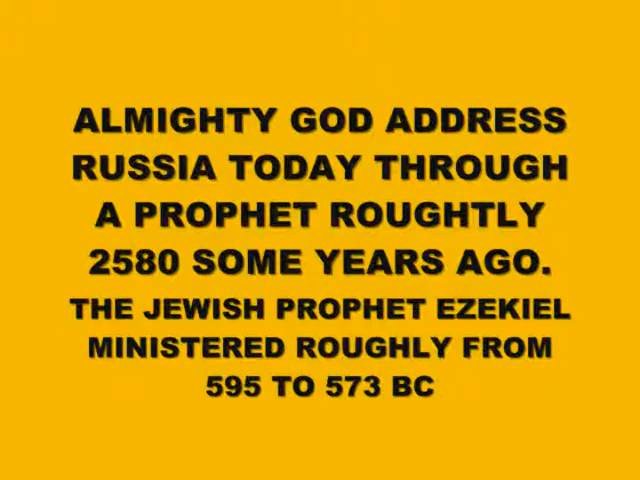 ALMIGHTY GOD ADDRESS
RUSSIA TODAY THROUGH
A PROPHET ROUGHTLY
2580 SOME YEARS AGO.
THE JEWISH PROPHET EZEKIEL
MINISTERED ROUGHLY FROM
595 TO 573 BC